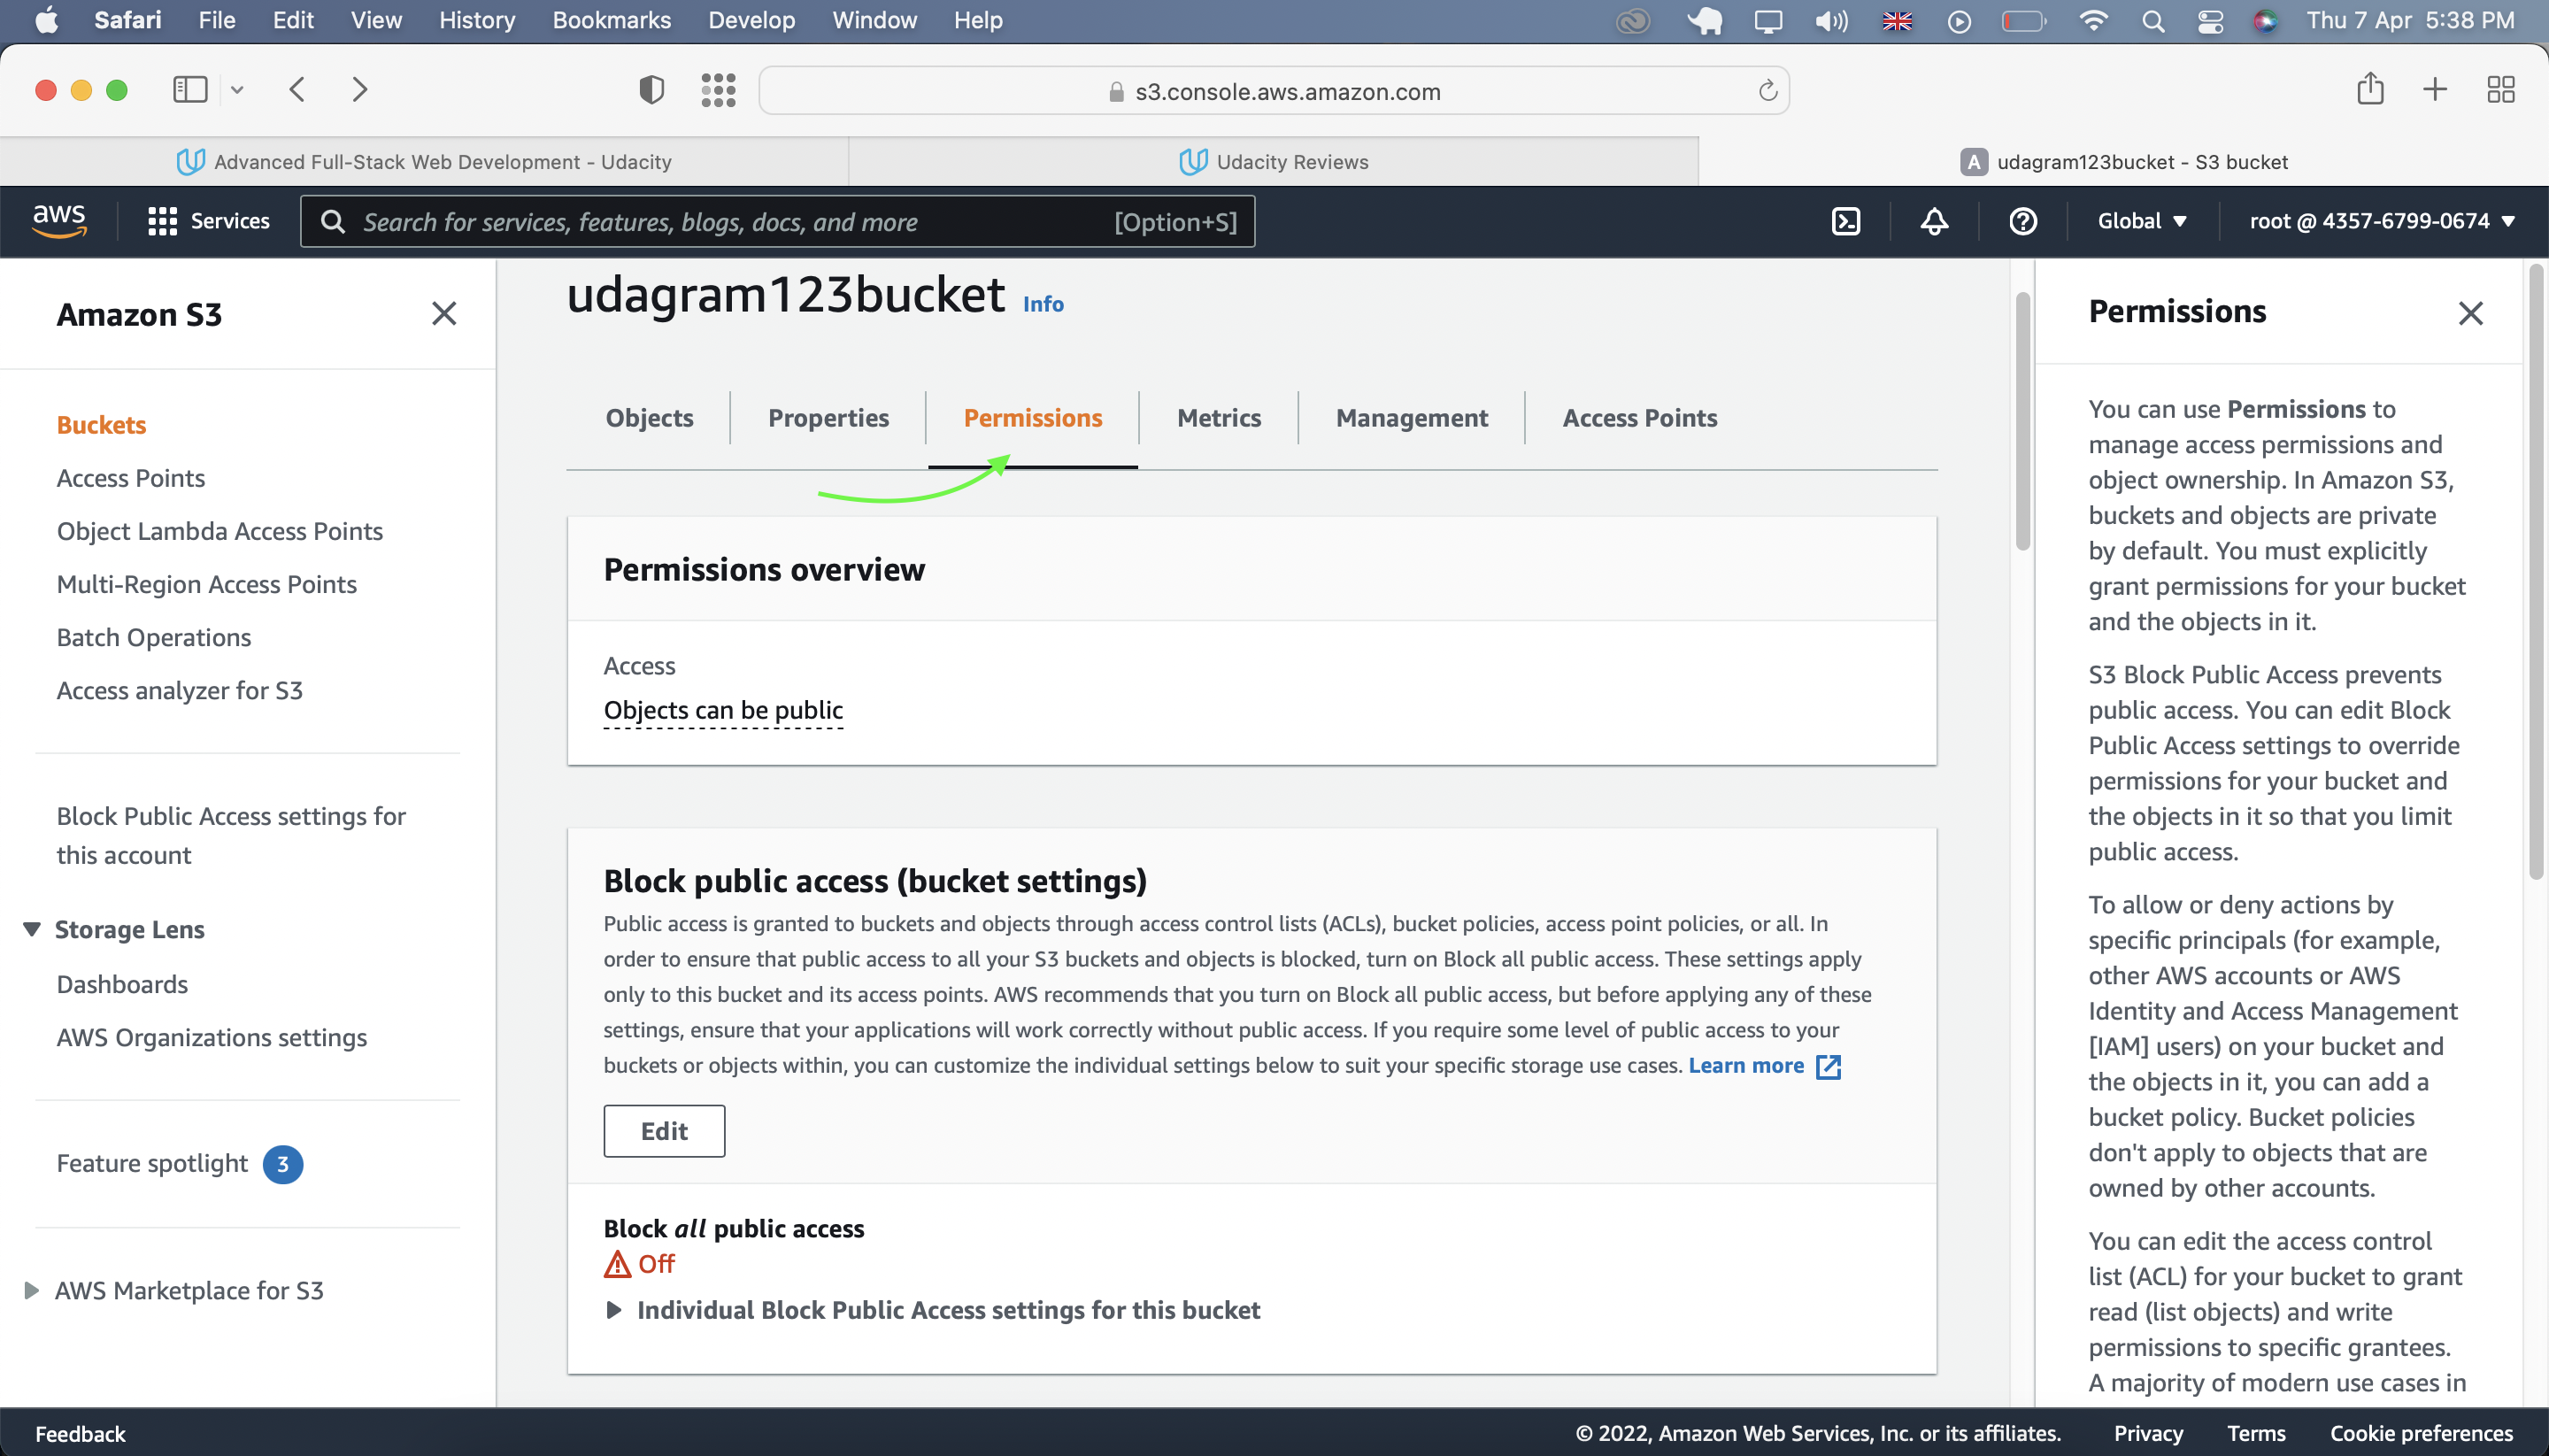 Safari File Edit View History Bookmarks Develop Window Help Thu 7 Apr 5:38 PM
s3.console.aws.amazon.com
Advanced Full-Stack Web Development - Udacity
Udacity Reviews
A udagram123bucket - S3 bucket
aws Services Search for services, features, blogs, docs, and more [Option+S] Global root @ 4357-6799-0674
Amazon S3
Buckets
Access Points
Object Lambda Access Points
Multi-Region Access Points
Batch Operations
Access analyzer for S3
Block Public Access settings for
this account
Storage Lens
Dashboards
AWS Organizations settings
Feature spotlight 3
AWS Marketplace for S3
udagram123bucket Info
Objects Properties Permissions Metrics Management Access Points
Permissions overview
Access
Objects can be public
Block public access (bucket settings)
Public access is granted to buckets and objects through access control lists (ACLs), bucket policies, access point policies, or all. In
order to ensure that public access to all your S3 buckets and objects is blocked, turn on Block all public access. These settings apply
only to this bucket and its access points. AWS recommends that you turn on Block all public access, but before applying any of these
settings, ensure that your applications will work correctly without public access. If you require some level of public access to your
buckets or objects within, you can customize the individual settings below to suit your specific storage use cases. Learn more
Edit
Block all public access
Off
Individual Block Public Access settings for this bucket
Permissions
You can use Permissions to
manage access permissions and
object ownership. In Amazon S3,
buckets and objects are private
by default. You must explicitly
grant permissions for your bucket
and the objects in it.
S3 Block Public Access prevents
public access. You can edit Block
Public Access settings to override
permissions for your bucket and
the objects in it so that you limit
public access.
To allow or deny actions by
specific principals (for example,
other AWS accounts or AWS
Identity and Access Management
[IAM] users) on your bucket and
the objects in it, you can add a
bucket policy. Bucket policies
don't apply to objects that are
owned by other accounts.
You can edit the access control
list (ACL) for your bucket to grant
read (list objects) and write
permissions to specific grantees.
A majority of modern use cases in
Feedback © 2022, Amazon Web Services, Inc. or its affiliates. Privacy Terms Cookie preferences